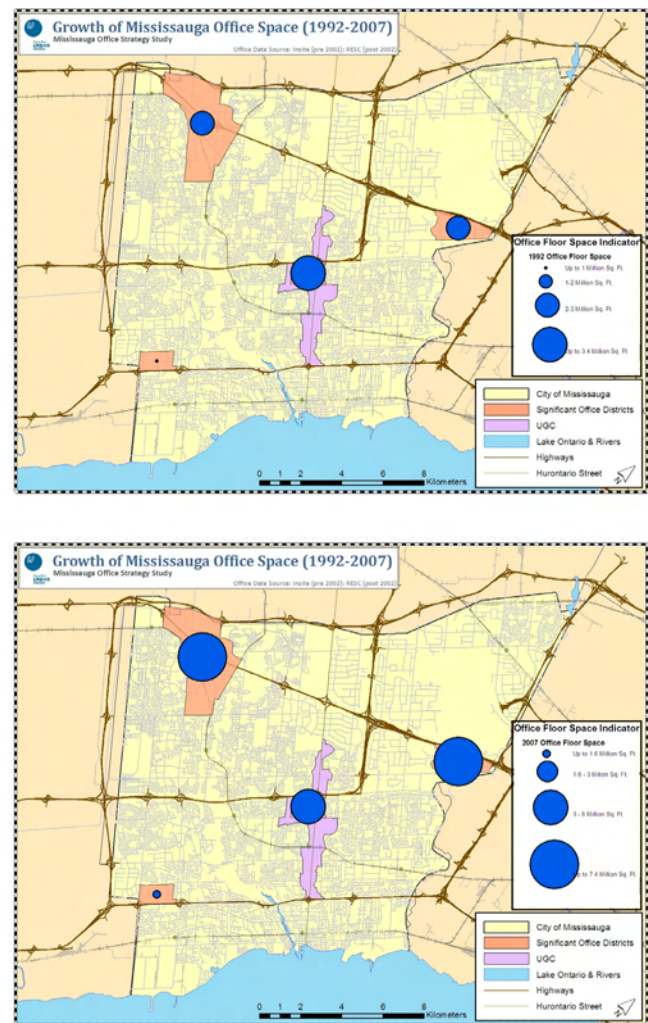 Growth of Mississauga Office Space (1992-2007)
Mississauga Office Strategy Study
Office Data Source: Insite (pre 2002); RESC (post 2002)
Office Floor Space Indicator
1992 Office Floor Space
Up to 1 Million Sq. Ft
1-2 Million Sq. Ft.
2-3 Million Sq. Ft.
Up to 3.4 Million Sq. Ft.
City of Mississauga
Significant Office Districts
UGC
Lake Ontario & Rivers
Highways
Hurontario Street
0 1 2 4 6 8
Kilometers
Growth of Mississauga Office Space (1992-2007)
Mississauga Office Strategy Study
Office Data Source: Insite (pre 2002); RESC (post 2002)
Office Floor Space Indicator
2007 Office Floor Space
Up to 1.6 Million Sq. Ft.
1.6 - 3 Million Sq. Ft.
3 - 5 Million Sq. Ft.
Up to 7.4 Million Sq. Ft.
City of Mississauga
Significant Office Districts
UGC
Lake Ontario & Rivers
Highways
Hurontario Street
0 1 2 4 6 8
Kilometers